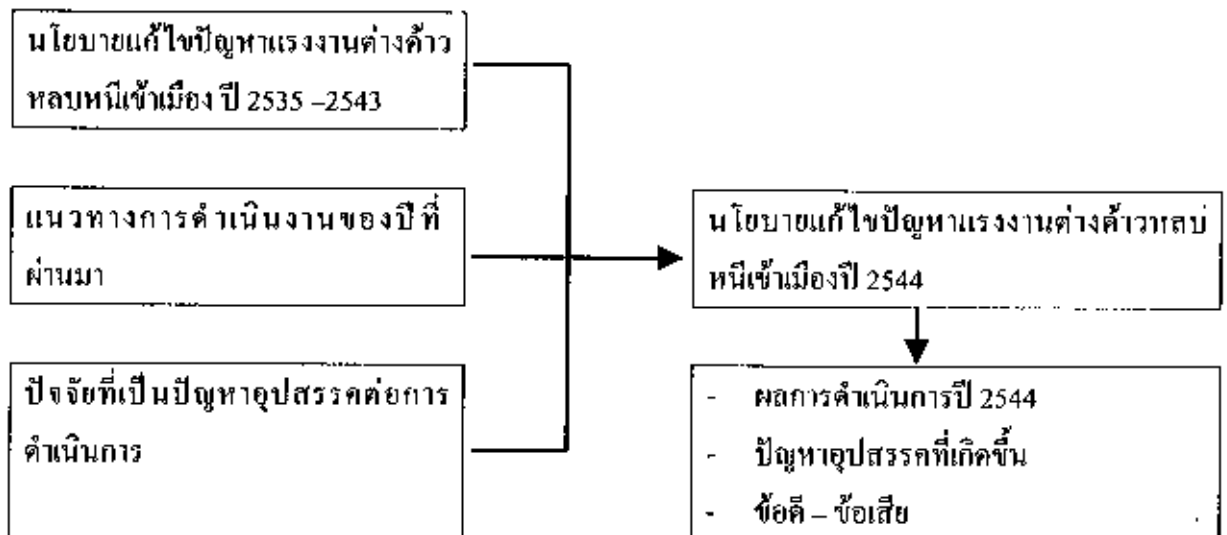 นโยบายแก้ไขปัญหาแรงงานต่างด้าว
หลบหนีเข้าเมือง ปี 2535 –2543
แนวทางการดำเนินงานของปีที่
ผ่านมา
ปัจจัยที่เป็นปัญหาอุปสรรคต่อการ
ดำเนินการ
นโยบายแก้ไขปัญหาแรงงานต่างด้าวหลบ
หนีเข้าเมืองปี 2544
- ผลการดำเนินการปี 2544
- ปัญหาอุปสรรคที่เกิดขึ้น
- ข้อดี – ข้อเสีย